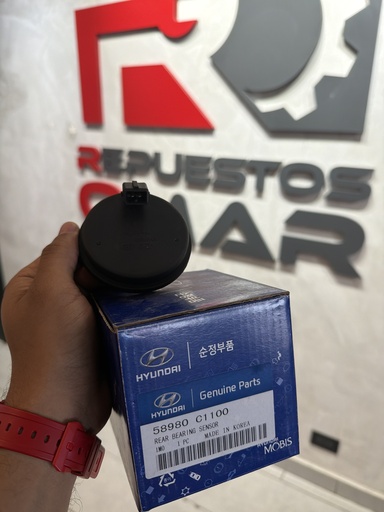 REPUESTOS
OMAR
HYUNDAI
순정부품
HYUNDAI
Genuine Parts
58980 C1100
REAR BEARING SENSOR
1 PC MADE IN KOREA
MOBIS